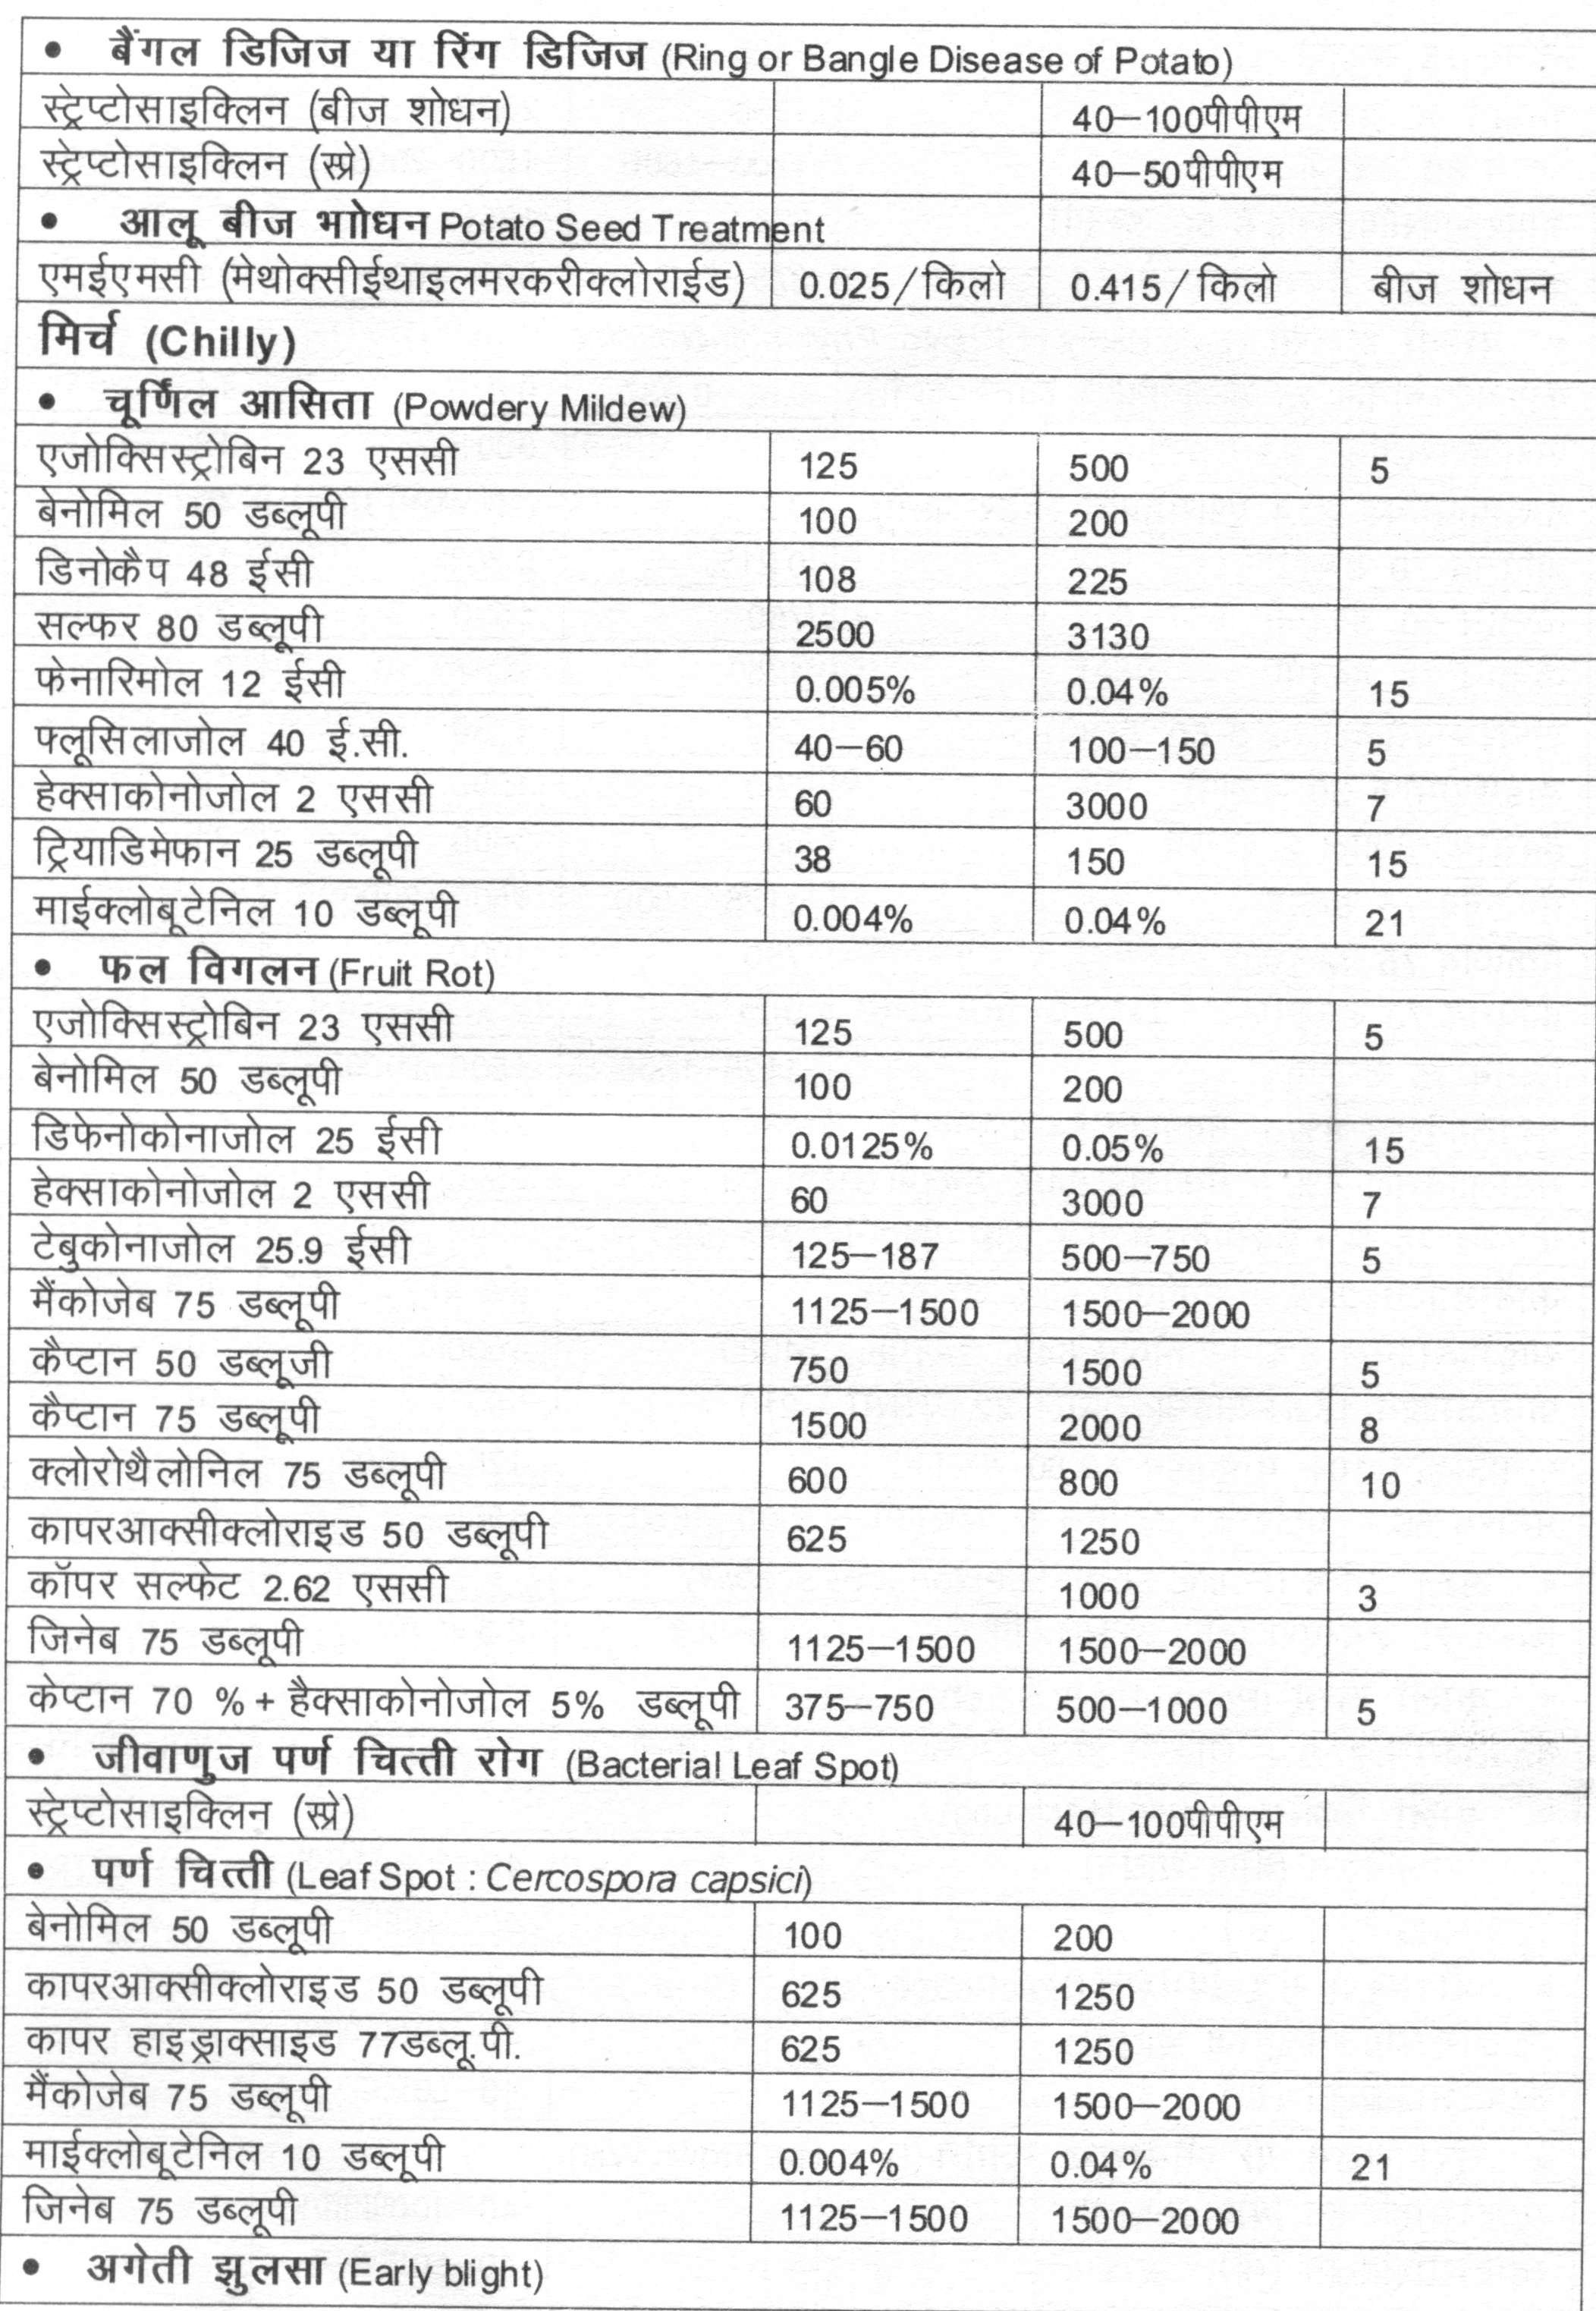 • बैंगल डिजिज या रिंग डिजिज (Ring or Bangle Disease of Potato)
स्ट्रेप्टोसाइक्लिन (बीज शोधन) 40–100पीपीएम
स्ट्रेप्टोसाइक्लिन (स्प्रे) 40–50पीपीएम
• आलू बीज भाोधन Potato Seed Treatment
एमईएमसी (मेथोक्सीईथाइलमरकरीक्लोराईड) 0.025/किलो 0.415/किलो बीज शोधन
मिर्च (Chilly)
• चूर्णिल आसिता (Powdery Mildew)
एजोक्सिस्ट्रोबिन 23 एससी 125 500 5
बेनोमिल 50 डब्लूपी 100 200
डिनोकैप 48 ईसी 108 225
सल्फर 80 डब्लूपी 2500 3130
फेनारिमोल 12 ईसी 0.005% 0.04% 15
फ्लूसिलाजोल 40 ई.सी. 40–60 100–150 5
हेक्साकोनोजोल 2 एससी 60 3000 7
ट्रियाडिमेफान 25 डब्लूपी 38 150 15
माईक्लोबूटेनिल 10 डब्लूपी 0.004% 0.04% 21
• फल विगलन (Fruit Rot)
एजोक्सिस्ट्रोबिन 23 एससी 125 500 5
बेनोमिल 50 डब्लूपी 100 200
डिफेनोकोनाजोल 25 ईसी 0.0125% 0.05% 15
हेक्साकोनोजोल 2 एससी 60 3000 7
टेबुकोनाजोल 25.9 ईसी 125–187 500–750 5
मैंकोजेब 75 डब्लूपी 1125–1500 1500–2000
कैप्टान 50 डब्लूजी 750 1500 5
कैप्टान 75 डब्लूपी 1500 2000 8
क्लोरोथैलोनिल 75 डब्लूपी 600 800 10
कापरआक्सीक्लोराइड 50 डब्लूपी 625 1250
कॉपर सल्फेट 2.62 एससी 1000 3
जिनेब 75 डब्लूपी 1125–1500 1500–2000
केप्टान 70 % + हैक्साकोनोजोल 5% डब्लूपी 375–750 500–1000 5
• जीवाणुज पर्ण चित्ती रोग (Bacterial Leaf Spot)
स्ट्रेप्टोसाइक्लिन (स्प्रे) 40–100पीपीएम
• पर्ण चित्ती (Leaf Spot : Cercospora capsici)
बेनोमिल 50 डब्लूपी 100 200
कापरआक्सीक्लोराइड 50 डब्लूपी 625 1250
कापर हाइड्राक्साइड 77डब्लू.पी. 625 1250
मैंकोजेब 75 डब्लूपी 1125–1500 1500–2000
माईक्लोबूटेनिल 10 डब्लूपी 0.004% 0.04% 21
जिनेब 75 डब्लूपी 1125–1500 1500–2000
• अगेती झुलसा (Early blight)